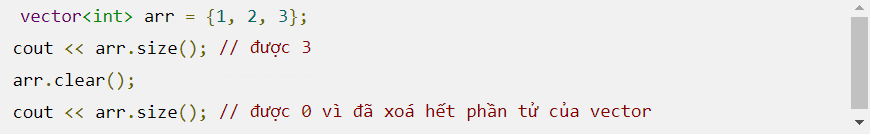 vector<int> arr = {1, 2, 3};
cout << arr.size(); // được 3
arr.clear();
cout << arr.size(); // được 0 vì đã xoá hết phần tử của vector